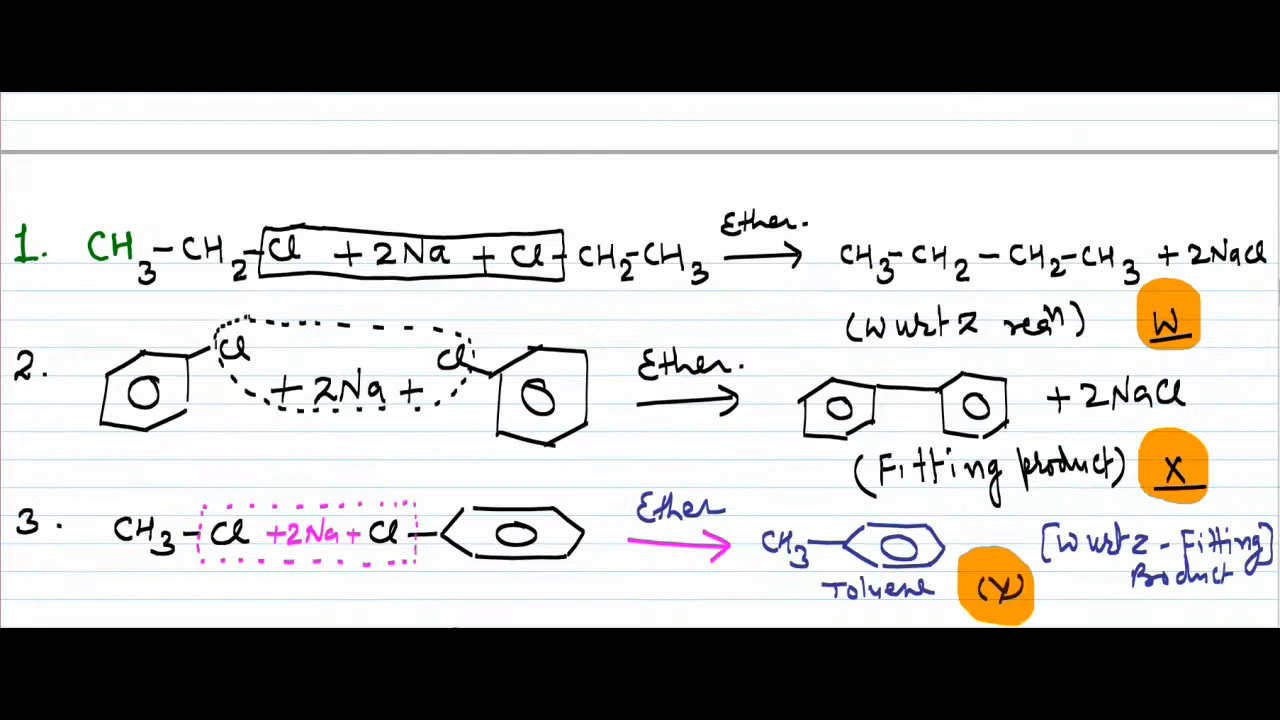 Ether.
1. CH3-CH2-Cl + 2Na + Cl-CH2-CH3 → CH3-CH2-CH2-CH3 + 2NaCl
(Wurtz reaⁿ) W
2. Cl + 2Na + Cl Ether. → + 2NaCl
(Fitting product) X
3. CH3-Cl +2Na+ Cl- Ether → CH3- [Wurtz-Fitting]
Product
Toluene (Y)